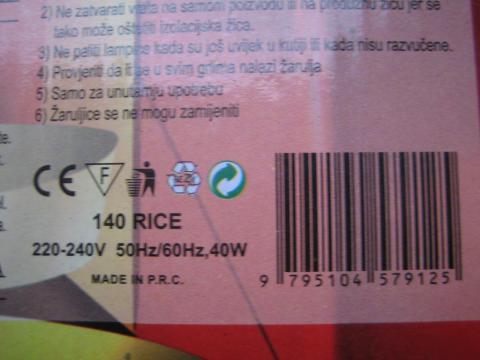 2) Ne zatvarati vrata na samom poizvodu ili na produžnu žicu jer se
tako može oštetiti izolacijska žica.
3) Ne paliti lampice kada su još uvijek u kutiji ili kada nisu razvučene.
4) Provjeriti da li se u svim grlima nalazi žarulja
5) Samo za unutarnju upotrebu
6) Žaruljice se ne mogu zamijeniti
CE F
140 RICE
220-240V 50Hz/60Hz,40W
MADE IN P.R.C.
9 795104 579125